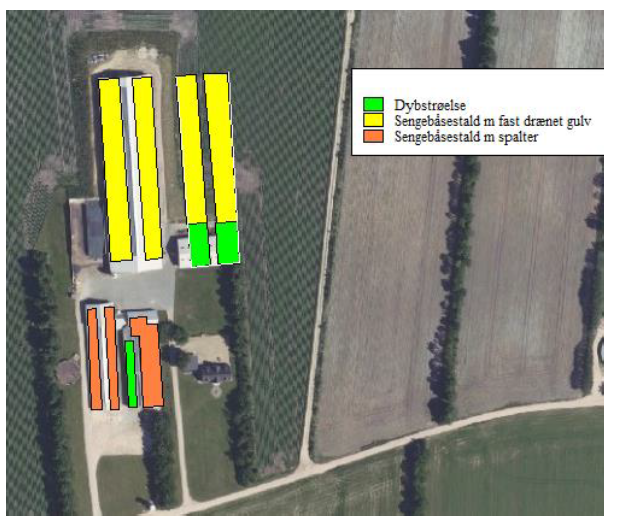 Dybstrøelse
Sengebåsestald m fast drænet gulv
Sengebåsestald m spalter